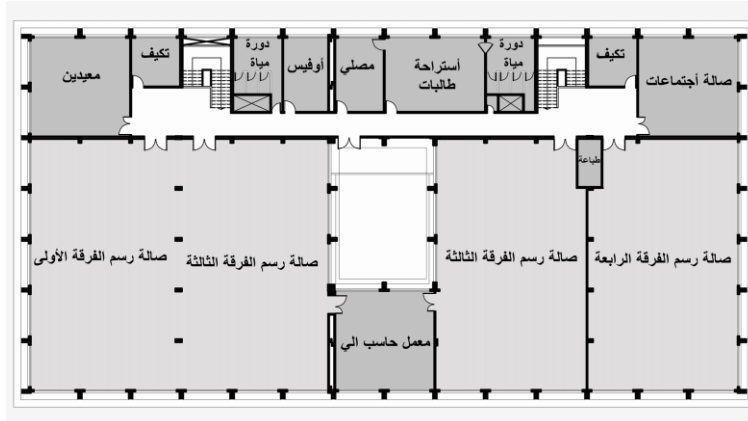 صالة أجتماعات
تكيف
دورة
مياة
أستراحة
طالبات
مصلي
أوفيس
دورة
مياة
تكيف
معيدين
طباعة
صالة رسم الفرقة الرابعة
صالة رسم الفرقة الثالثة
صالة رسم الفرقة الثالثة
صالة رسم الفرقة الأولى
معمل حاسب الي